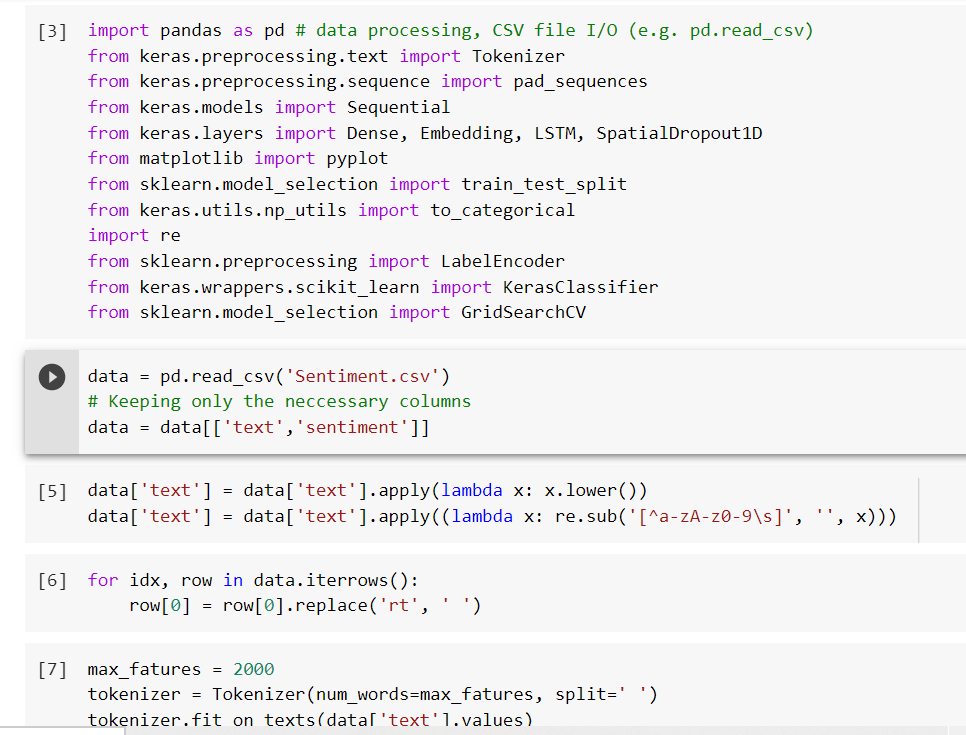 [3] import pandas as pd # data processing, CSV file I/O (e.g. pd.read_csv)
from keras.preprocessing.text import Tokenizer
from keras.preprocessing.sequence import pad_sequences
from keras.models import Sequential
from keras.layers import Dense, Embedding, LSTM, SpatialDropout1D
from matplotlib import pyplot
from sklearn.model_selection import train_test_split
from keras.utils.np_utils import to_categorical
import re
from sklearn.preprocessing import LabelEncoder
from keras.wrappers.scikit_learn import KerasClassifier
from sklearn.model_selection import GridSearchCV
data = pd.read_csv('Sentiment.csv')
# Keeping only the neccessary columns
data = data[['text','sentiment']]
[5] data['text'] = data['text'].apply(lambda x: x.lower())
data['text'] = data['text'].apply((lambda x: re.sub('[^a-zA-z0-9\s]', '', x)))
[6] for idx, row in data.iterrows():
    row[0] = row[0].replace('rt', ' ')
[7] max_fatures = 2000
tokenizer = Tokenizer(num_words=max_fatures, split=' ')
tokenizer.fit_on_texts(data['text'].values)